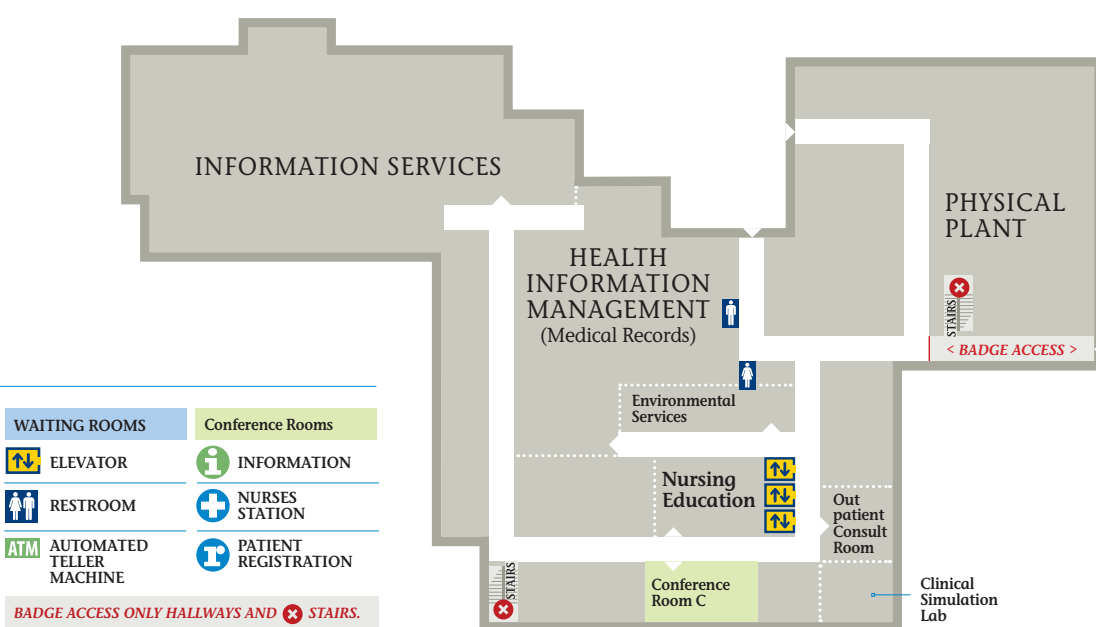 INFORMATION SERVICES
PHYSICAL
PLANT
HEALTH
INFORMATION
MANAGEMENT
(Medical Records)
STAIRS
< BADGE ACCESS >
Environmental
Services
Nursing
Education
Out
patient
Consult
Room
STAIRS
Conference
Room C
Clinical
Simulation
Lab
WAITING ROOMS
Conference Rooms
ELEVATOR
i
INFORMATION
RESTROOM
NURSES
STATION
ATM
AUTOMATED
TELLER
MACHINE
r
PATIENT
REGISTRATION
BADGE ACCESS ONLY HALLWAYS AND STAIRS.